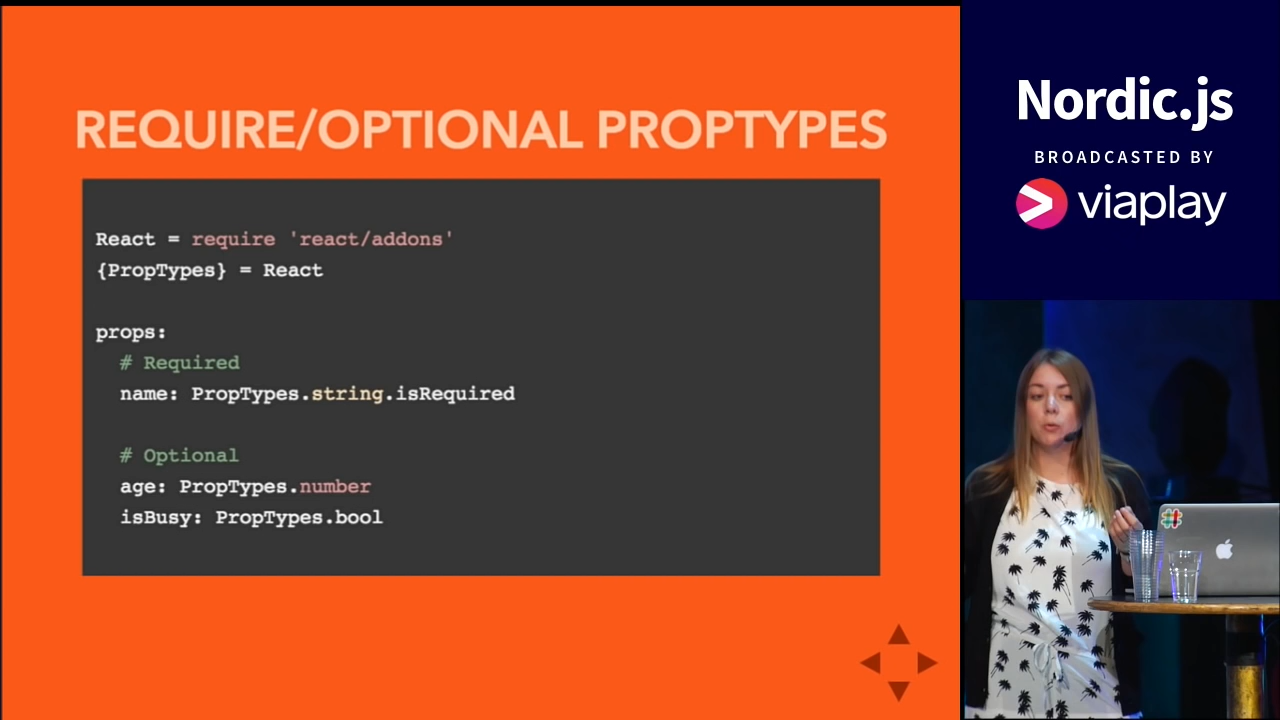 REQUIRE/OPTIONAL PROPTYPES
React = require 'react/addons'
{PropTypes} = React
props:
# Required
name: PropTypes.string.isRequired
# Optional
age: PropTypes.number
isBusy: PropTypes.bool
Nordic.js
BROADCASTED BY
viaplay